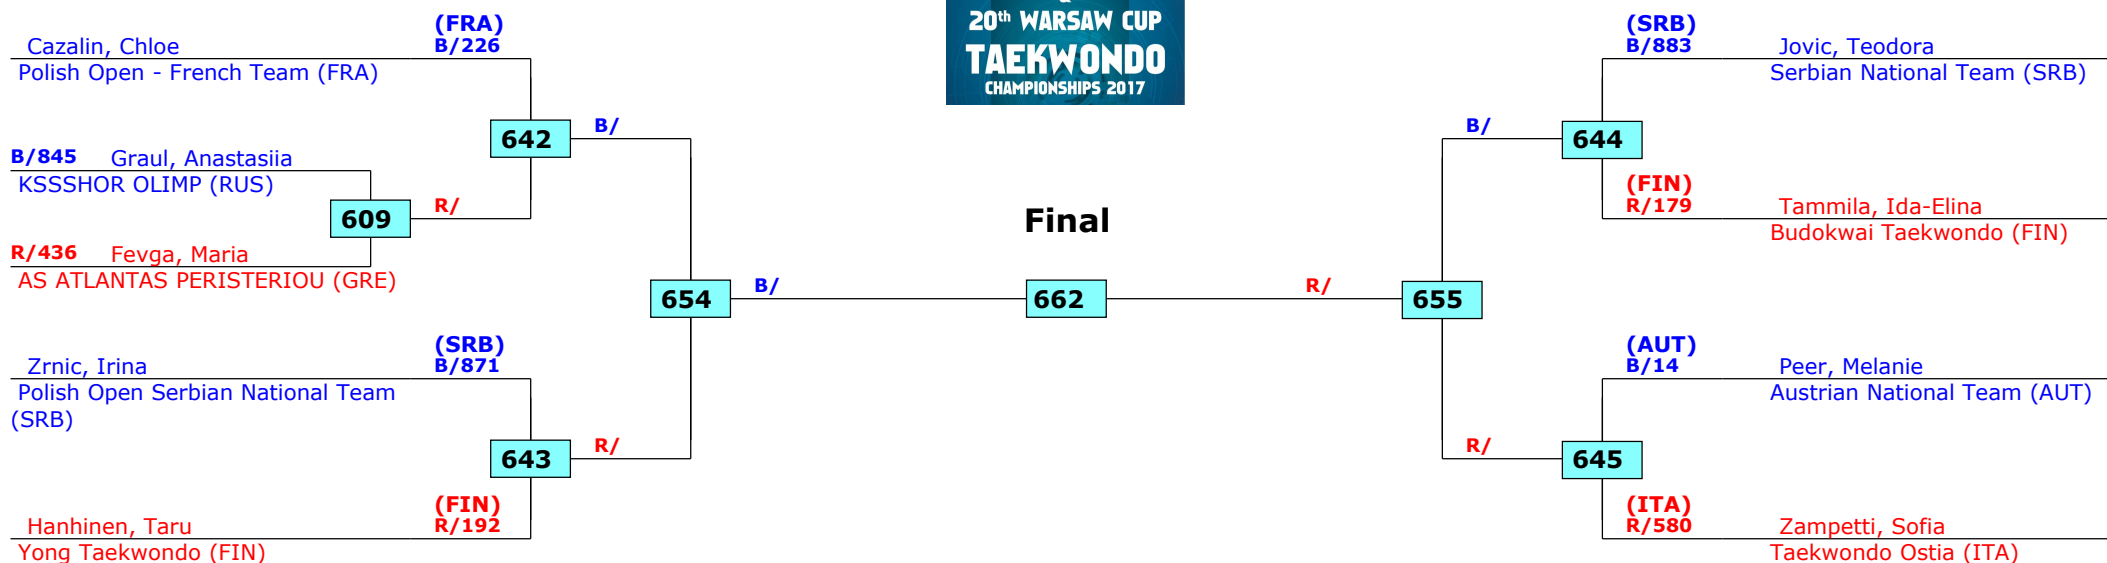 20th WARSAW CUP
TAEKWONDO
CHAMPIONSHIPS 2017
(FRA)
Cazalin, Chloe B/226
Polish Open - French Team (FRA)
642
B/
B/845 Graul, Anastasiia
KSSSHOR OLIMP (RUS)
609
R/
R/436 Fevga, Maria
AS ATLANTAS PERISTERIOU (GRE)
654
B/
(SRB)
Zrnic, Irina B/871
Polish Open Serbian National Team
(SRB)
643
R/
(FIN)
Hanhinen, Taru R/192
Yong Taekwondo (FIN)
Final
662
(SRB)
B/883 Jovic, Teodora
Serbian National Team (SRB)
B/
644
(FIN)
R/179 Tammila, Ida-Elina
Budokwai Taekwondo (FIN)
R/
655
(AUT)
B/14 Peer, Melanie
Austrian National Team (AUT)
R/
645
(ITA)
R/580 Zampetti, Sofia
Taekwondo Ostia (ITA)